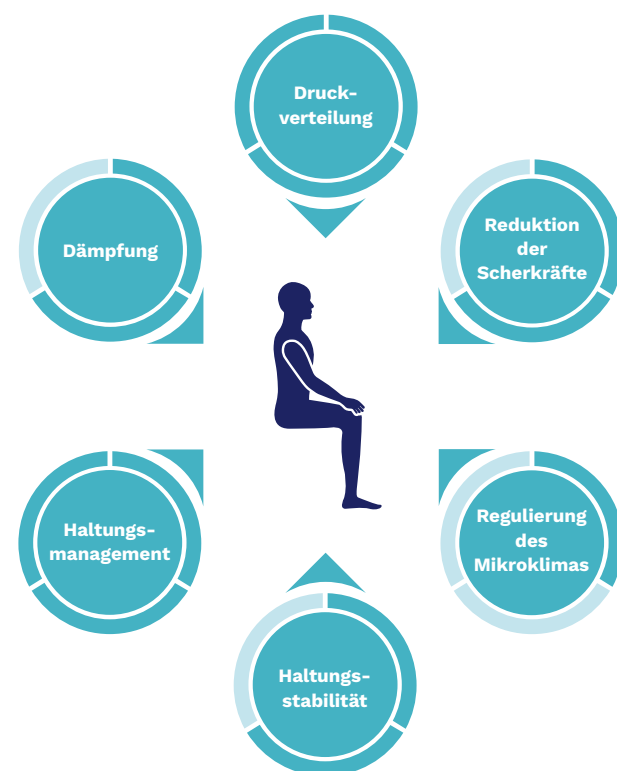 Druck-
verteilung
Dämpfung
Reduktion
der
Scherkräfte
Haltungs-
management
Regulierung
des
Mikroklimas
Haltungs-
stabilität